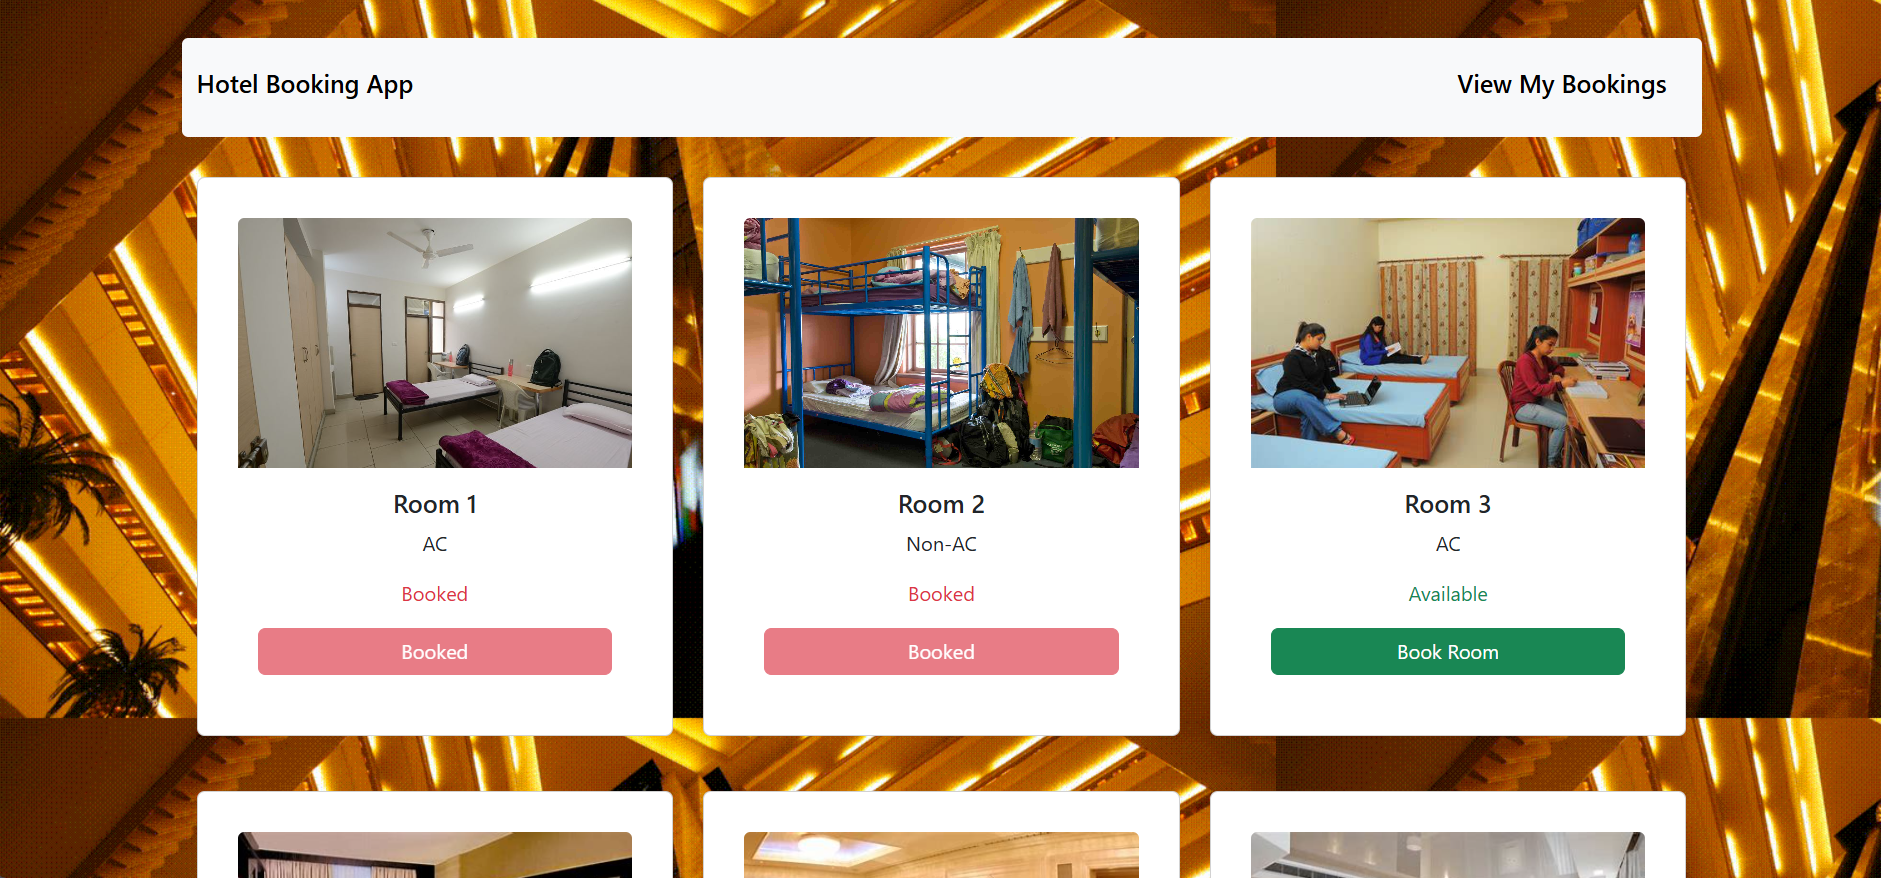 Hotel Booking App
View My Bookings
Room 1
AC
Booked
Booked
Room 2
Non-AC
Booked
Booked
Room 3
AC
Available
Book Room